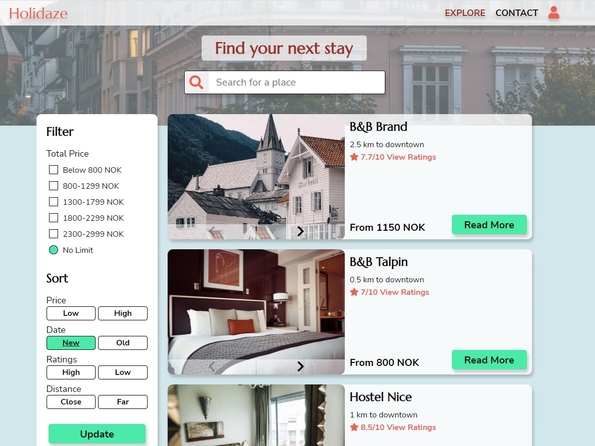 Holidaze
EXPLORE CONTACT
Find your next stay
Search for a place
Filter
Total Price
Below 800 NOK
800-1299 NOK
1300-1799 NOK
1800-2299 NOK
2300-2999 NOK
No Limit
Sort
Price
Low High
Date
New Old
Ratings
High Low
Distance
Close Far
Update
B&B Brand
2.5 km to downtown
7.7/10 View Ratings
From 1150 NOK
Read More
B&B Talpin
0.5 km to downtown
7/10 View Ratings
From 800 NOK
Read More
Hostel Nice
1 km to downtown
8.5/10 View Ratings